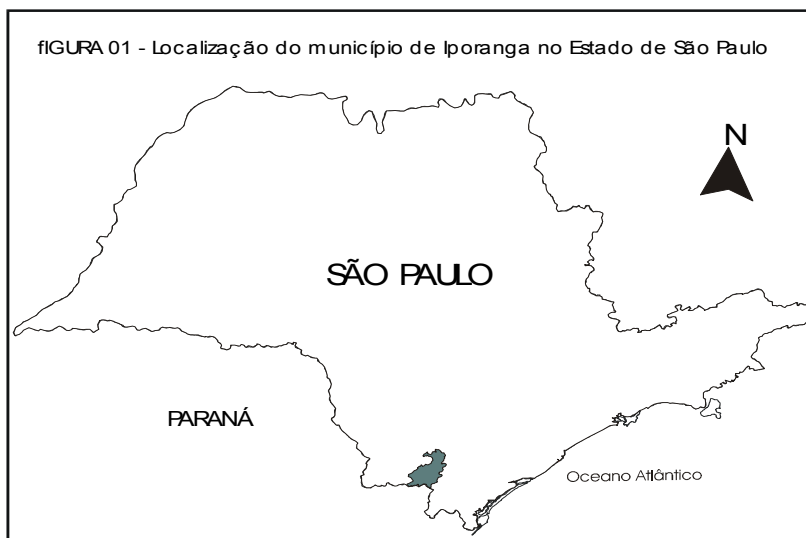 fIGURA 01 - Localização do município de Iporanga no Estado de São Paulo
N
SÃO PAULO
PARANÁ
Oceano Atlântico